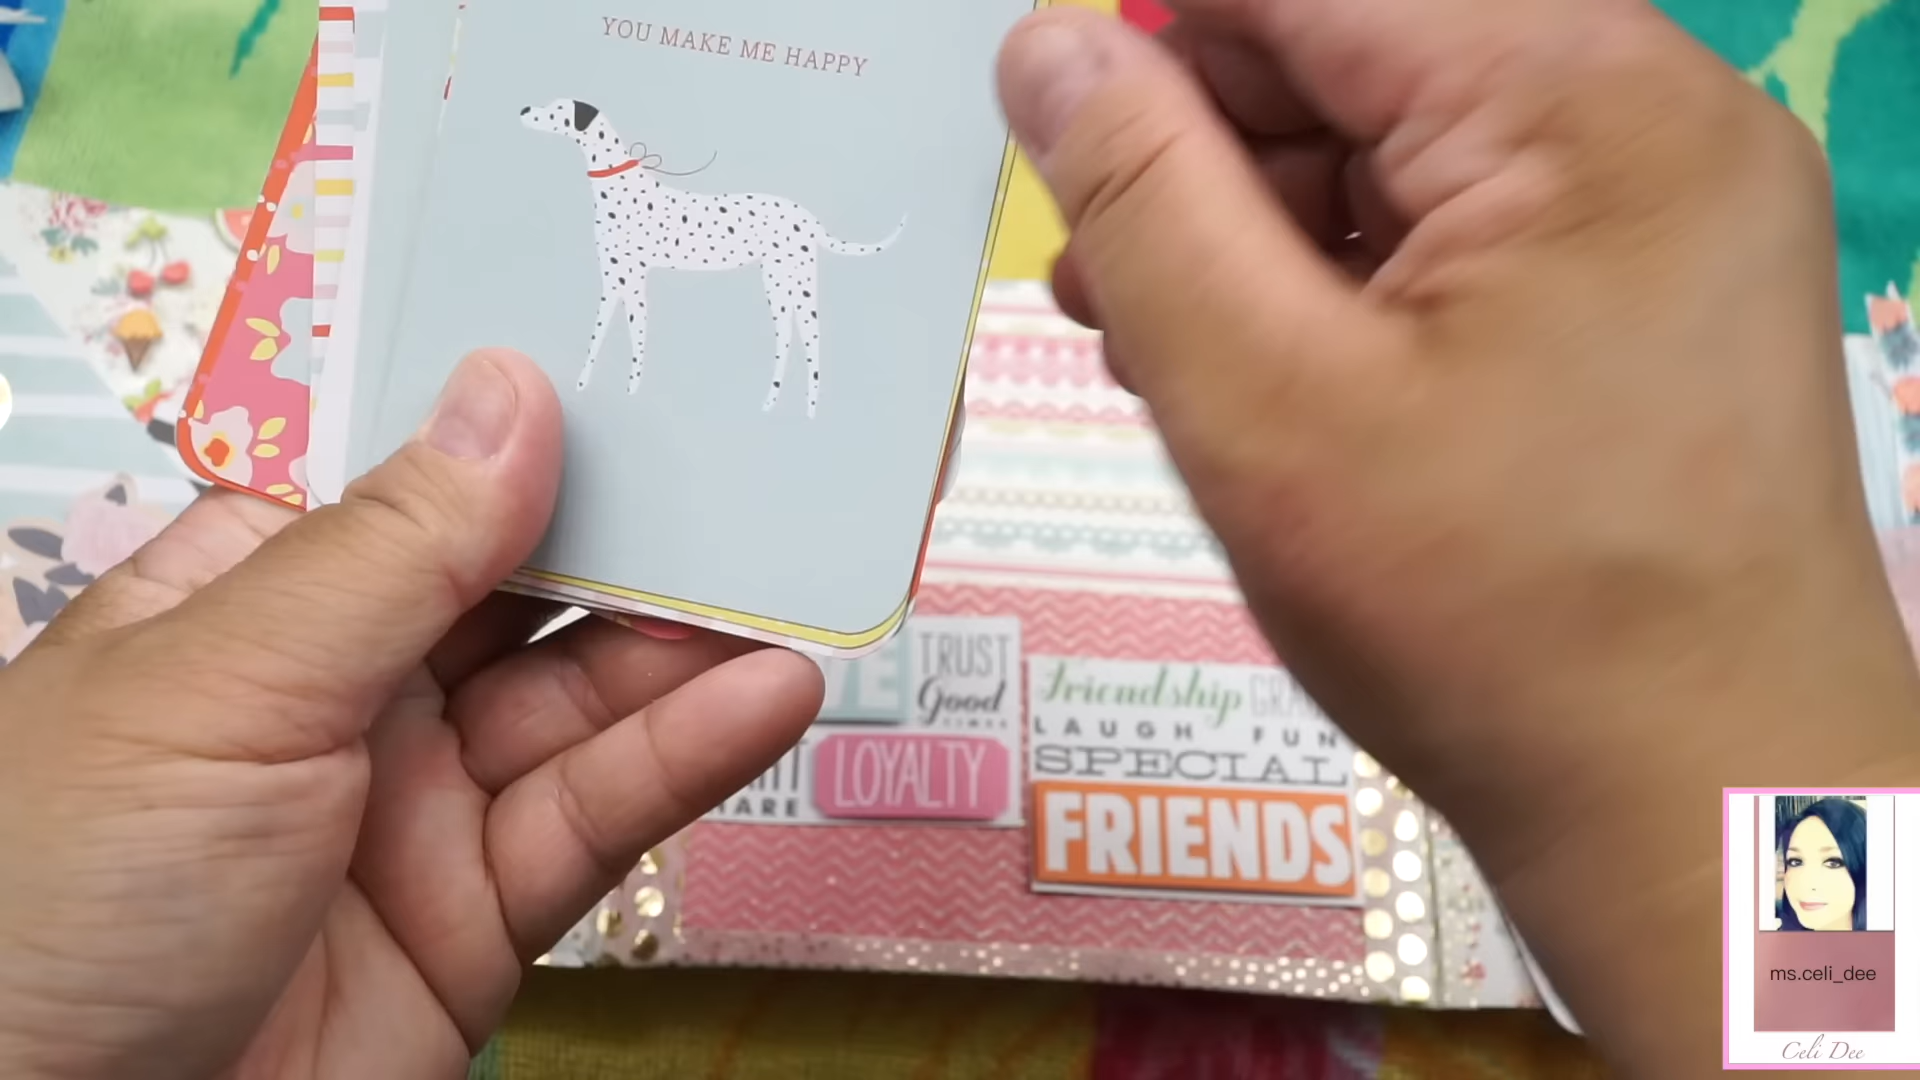 YOU MAKE ME HAPPY
TRUST
Good
LOYALTY
Friendship
LAUGH FUN
SPECIAL
FRIENDS
ms.celi_dee
Celi Dee